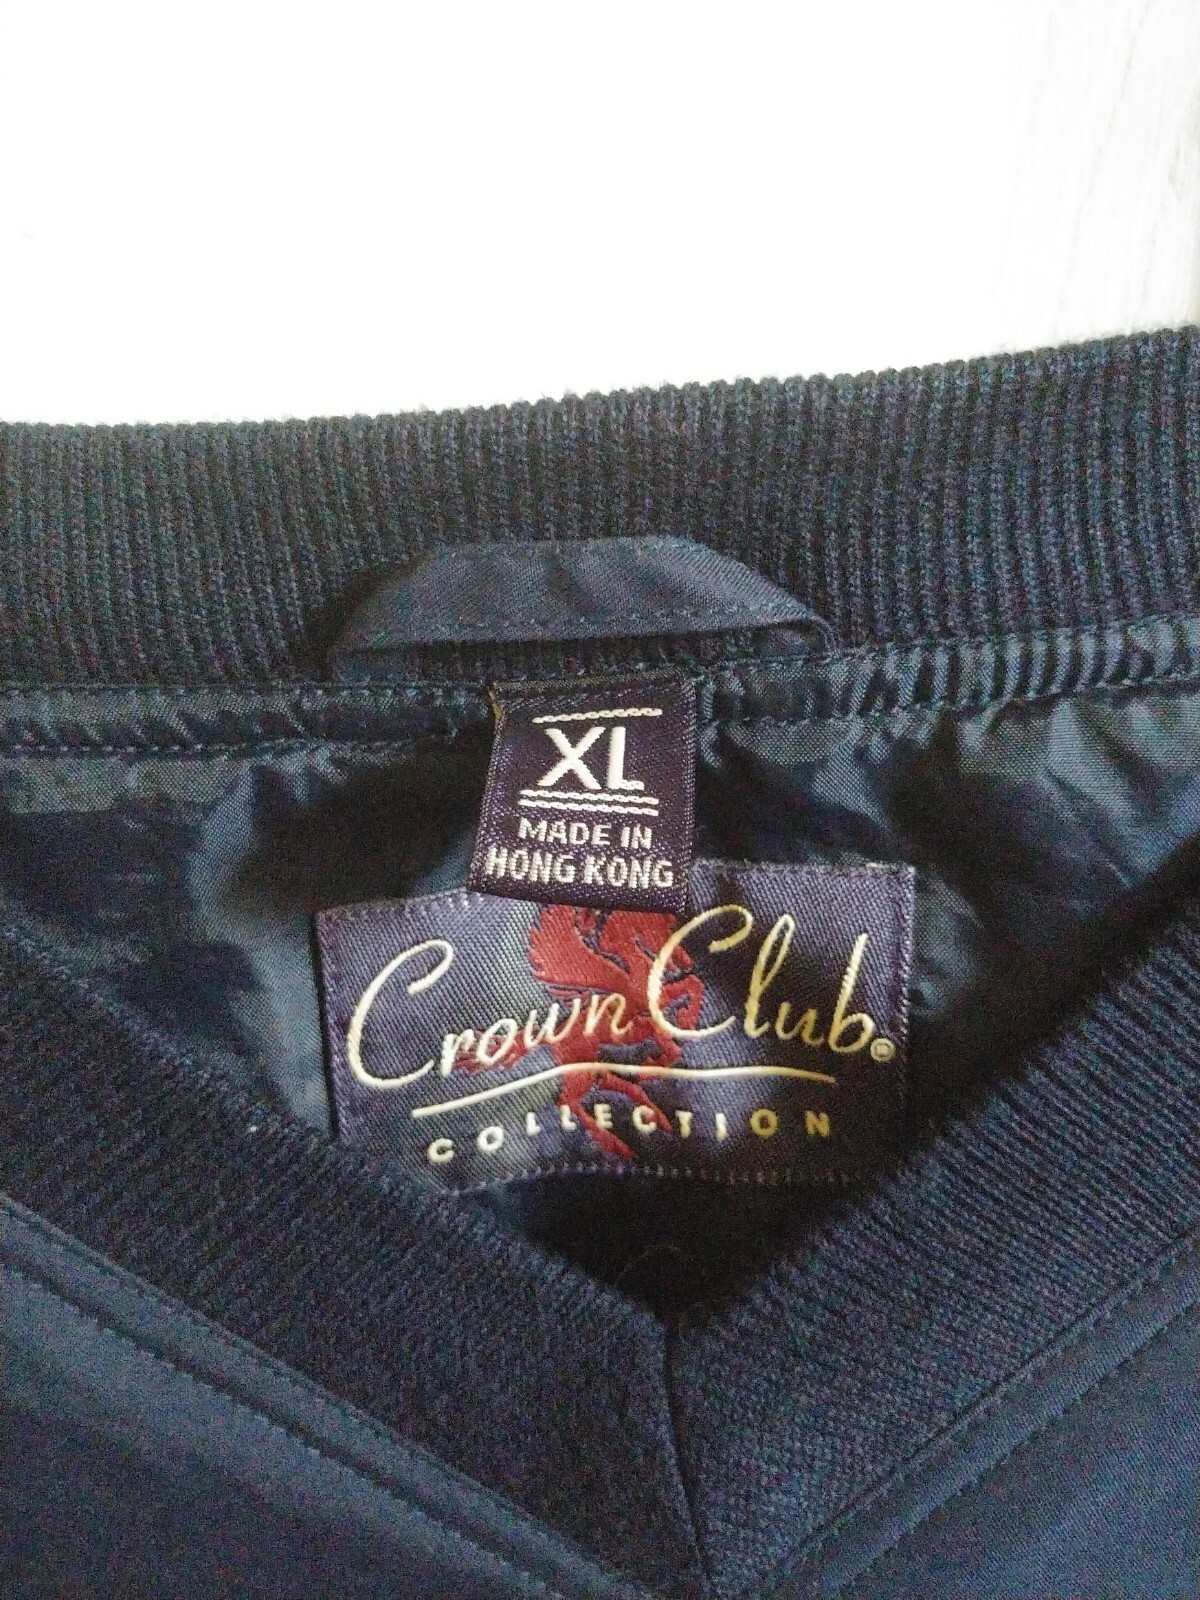 XL
MADE IN
HONG KONG
Crown Club®
COLLECTION